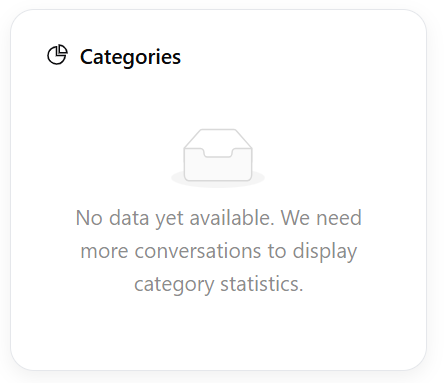 Categories
No data yet available. We need
more conversations to display
category statistics.